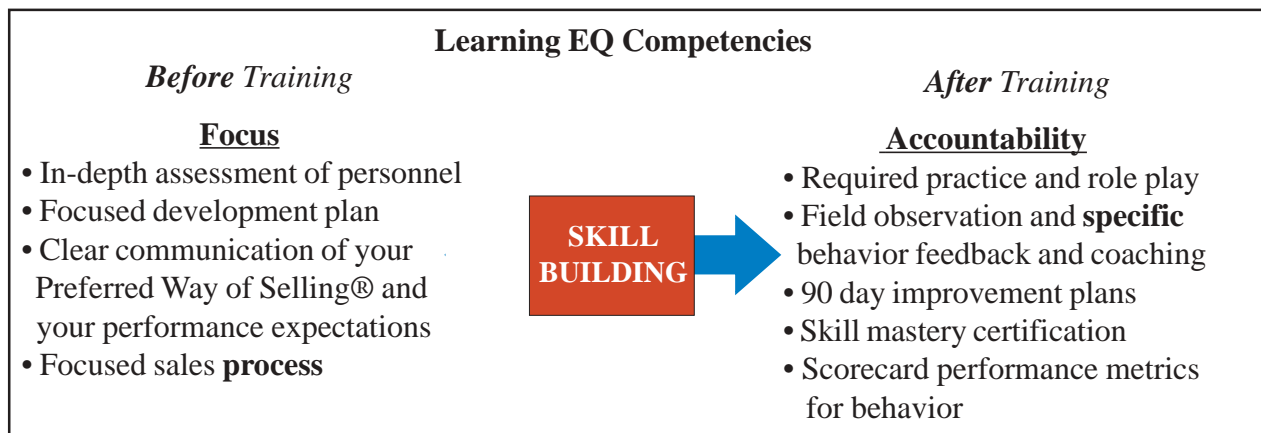 Learning EQ Competencies
Before Training
Focus
• In-depth assessment of personnel
• Focused development plan
• Clear communication of your
Preferred Way of Selling® and
your performance expectations
• Focused sales process
SKILL
BUILDING
After Training
Accountability
• Required practice and role play
• Field observation and specific
behavior feedback and coaching
• 90 day improvement plans
• Skill mastery certification
• Scorecard performance metrics
for behavior